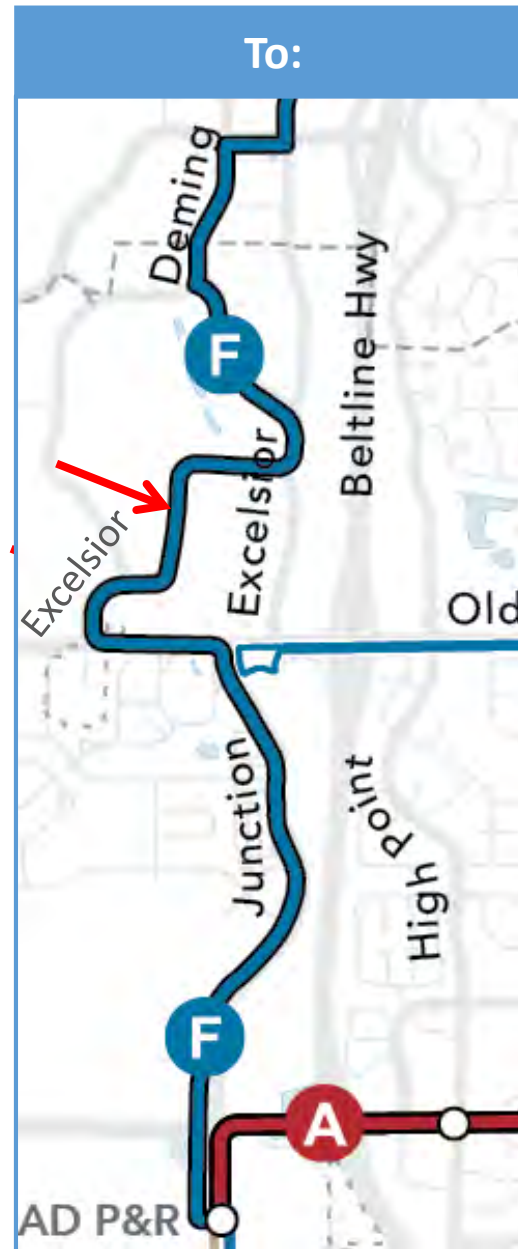 To:
Deming
Beltline Hwy
F
Excelsior
Excelsior
Old
Junction
High Point
F
A
AD P&R